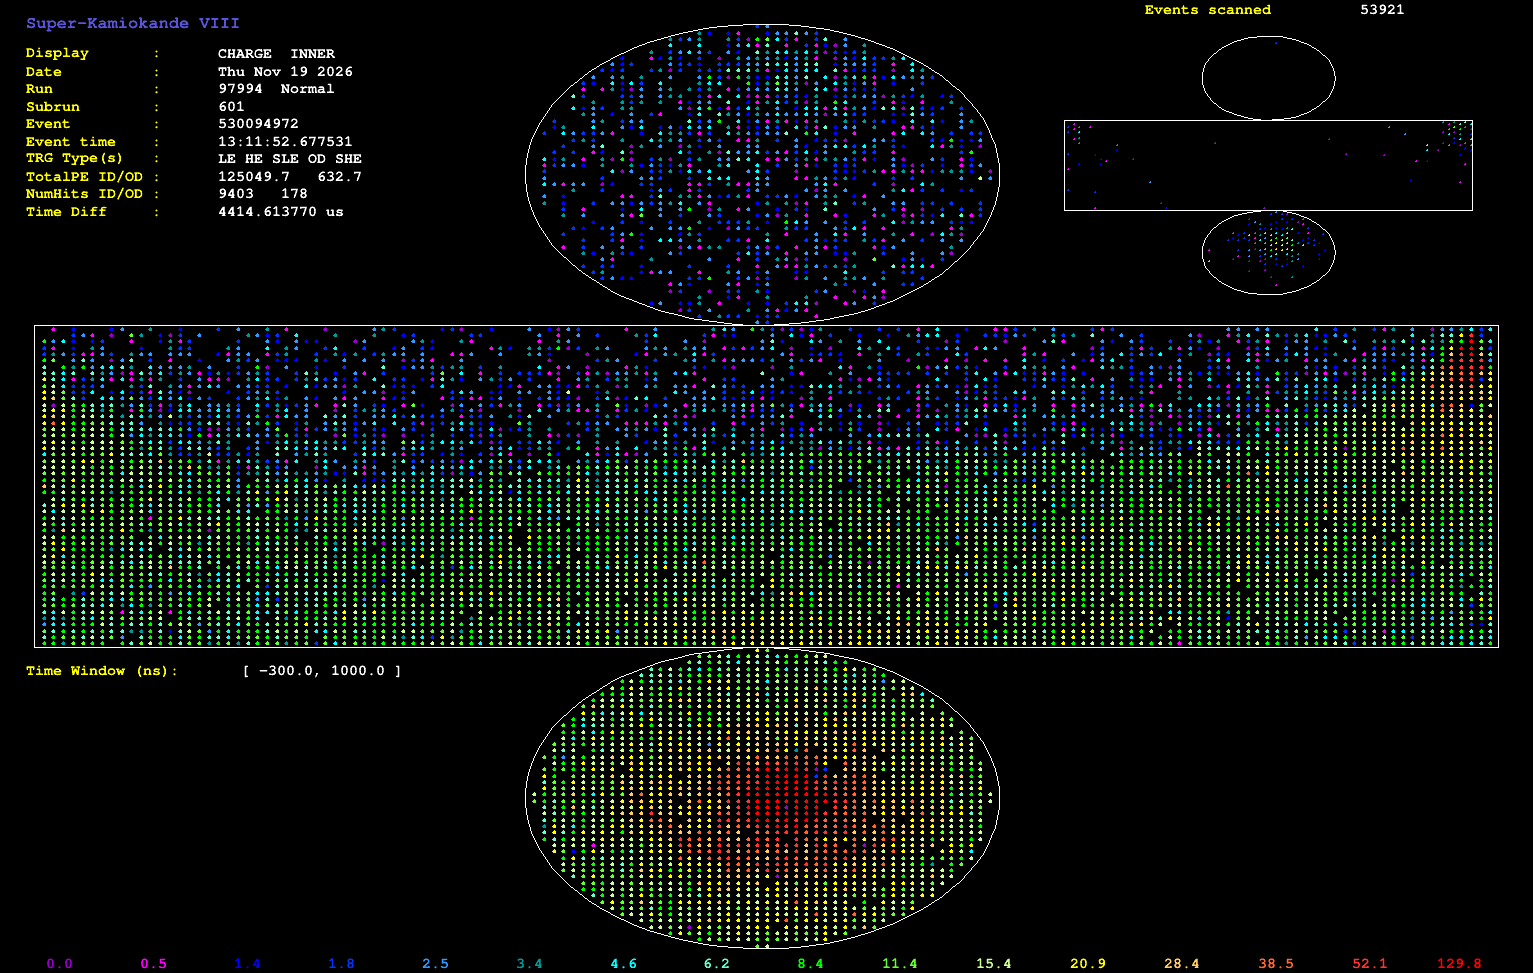 Super-Kamiokande VIII
Events scanned 53921
Display : CHARGE INNER
Date : Thu Nov 19 2026
Run : 97994 Normal
Subrun : 601
Event : 530094972
Event time : 13:11:52.677531
TRG Type(s) : LE HE SLE OD SHE
TotalPE ID/OD : 125049.7 632.7
NumHits ID/OD : 9403 178
Time Diff : 4414.613770 us
Time Window (ns): [ -300.0, 1000.0 ]
0.0 0.5 1.4 1.8 2.5 3.4 4.6 6.2 8.4 11.4 15.4 20.9 28.4 38.5 52.1 129.8